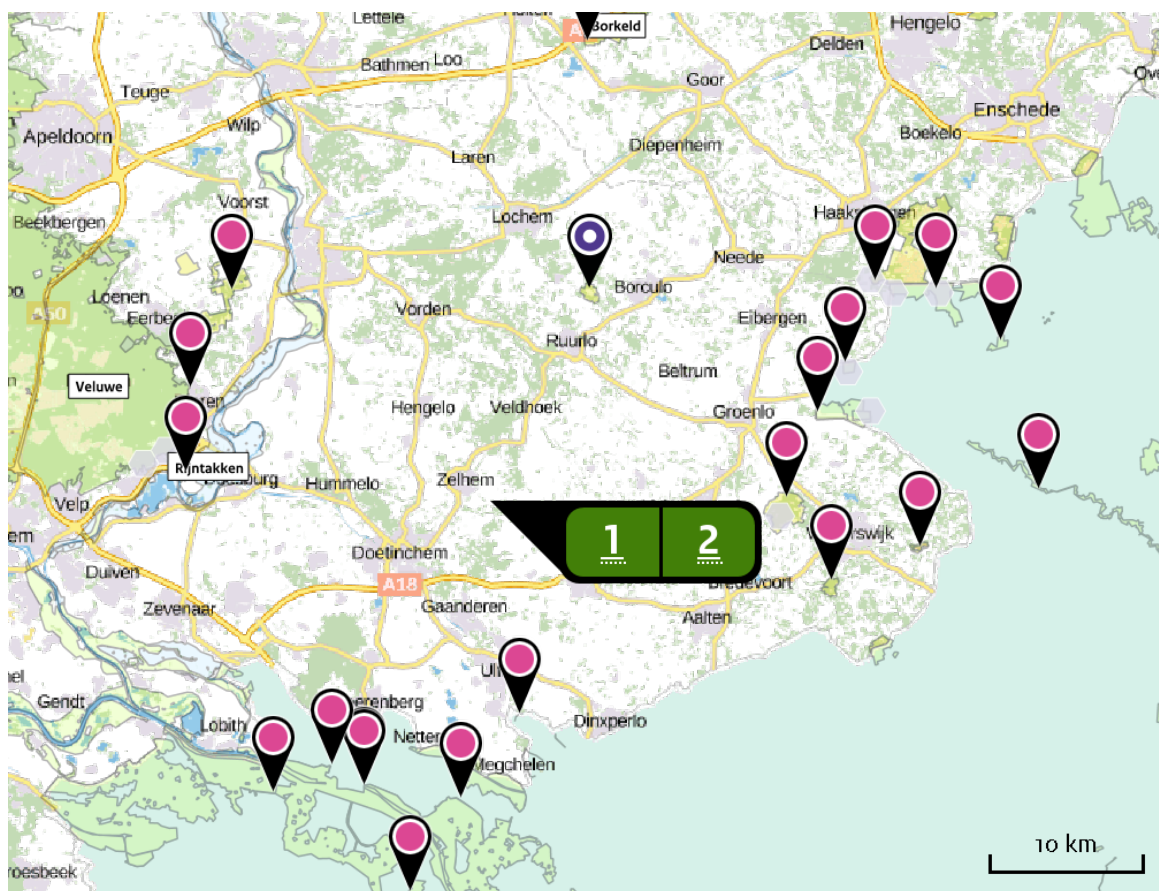 Lettele
Borkeld
Hengelo
Delden
Bathmen
Loo
Goor
Teuge
Enschede
Apeldoorn
Wilp
Boekelo
Diepenheim
Laren
Voorst
Beekbergen
Lochem
Neede
Loenen
Borculo
Vorden
Eibergen
A50
Ruurlo
Beltrum
Veluwe
Hengelo
Veldhoek
Groenlo
Rijntakken
Hummelo
Zelhem
Velp
1
2
Doetinchem
Duiven
A18
Bredevoort
Zevenaar
Gaanderen
Aalten
Gendt
Lobith
Dinxperlo
Megchelen
10 km